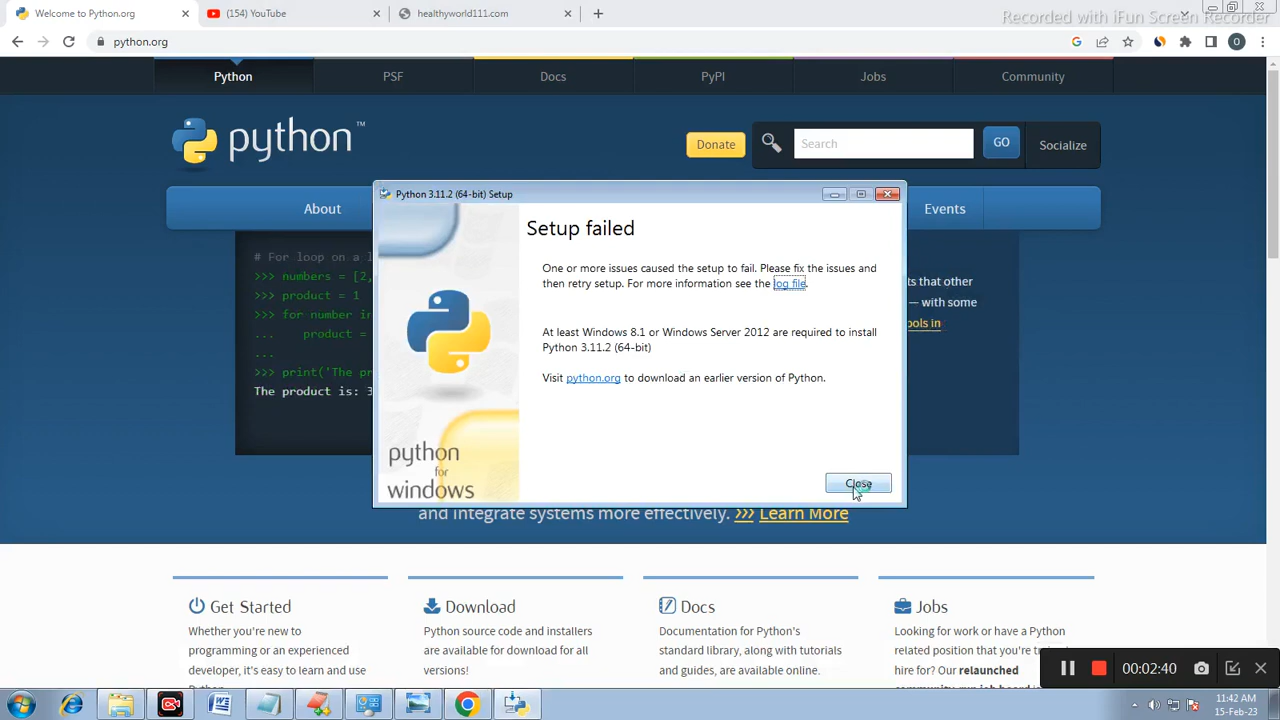 Welcome to Python.org
(154) YouTube
healthyworld111.com
Recorded with iFun Screen Recorder
python.org
O
Python
PSF
Docs
PyPI
Jobs
Community
python™
Donate
Search
GO
Socialize
About
Events
# For loop on a l
>>> numbers = [2,
>>> product = 1
>>> for number in
... product =
...
>>> print('The pr
The product is: 3
s that other
— with some
ools in
Python 3.11.2 (64-bit) Setup
Setup failed
One or more issues caused the setup to fail. Please fix the issues and
then retry setup. For more information see the log file.
At least Windows 8.1 or Windows Server 2012 are required to install
Python 3.11.2 (64-bit)
Visit python.org to download an earlier version of Python.
python
for
windows
Close
and integrate systems more effectively. >>> Learn More
Get Started
Whether you're new to
programming or an experienced
developer, it's easy to learn and use
Download
Python source code and installers
are available for download for all
versions!
Docs
Documentation for Python's
standard library, along with tutorials
and guides, are available online.
Jobs
Looking for work or have a Python
related position that you're
hire for? Our relaunched
00:02:40
11:42 AM
15-Feb-23